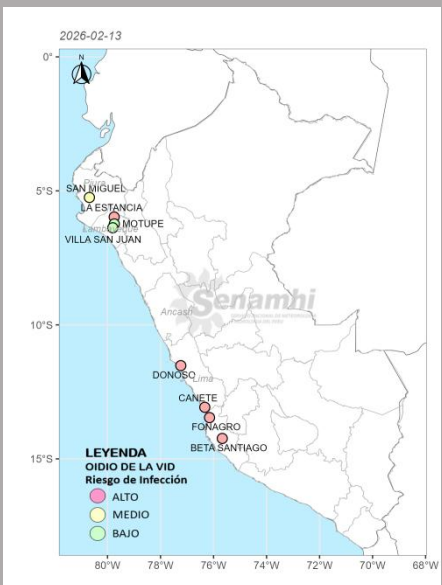 2026-02-13
N
0°
5°S
10°S
15°S
Piura
SAN MIGUEL
LA ESTANCIA
MOTUPE
Lambayeque
VILLA SAN JUAN
Senamhi
Ancash
DONOSO
Lima
CANETE
FONAGRO
BETA SANTIAGO
LEYENDA
OIDIO DE LA VID
Riesgo de Infección
ALTO
MEDIO
BAJO
80°W 78°W 76°W 74°W 72°W 70°W 68°W